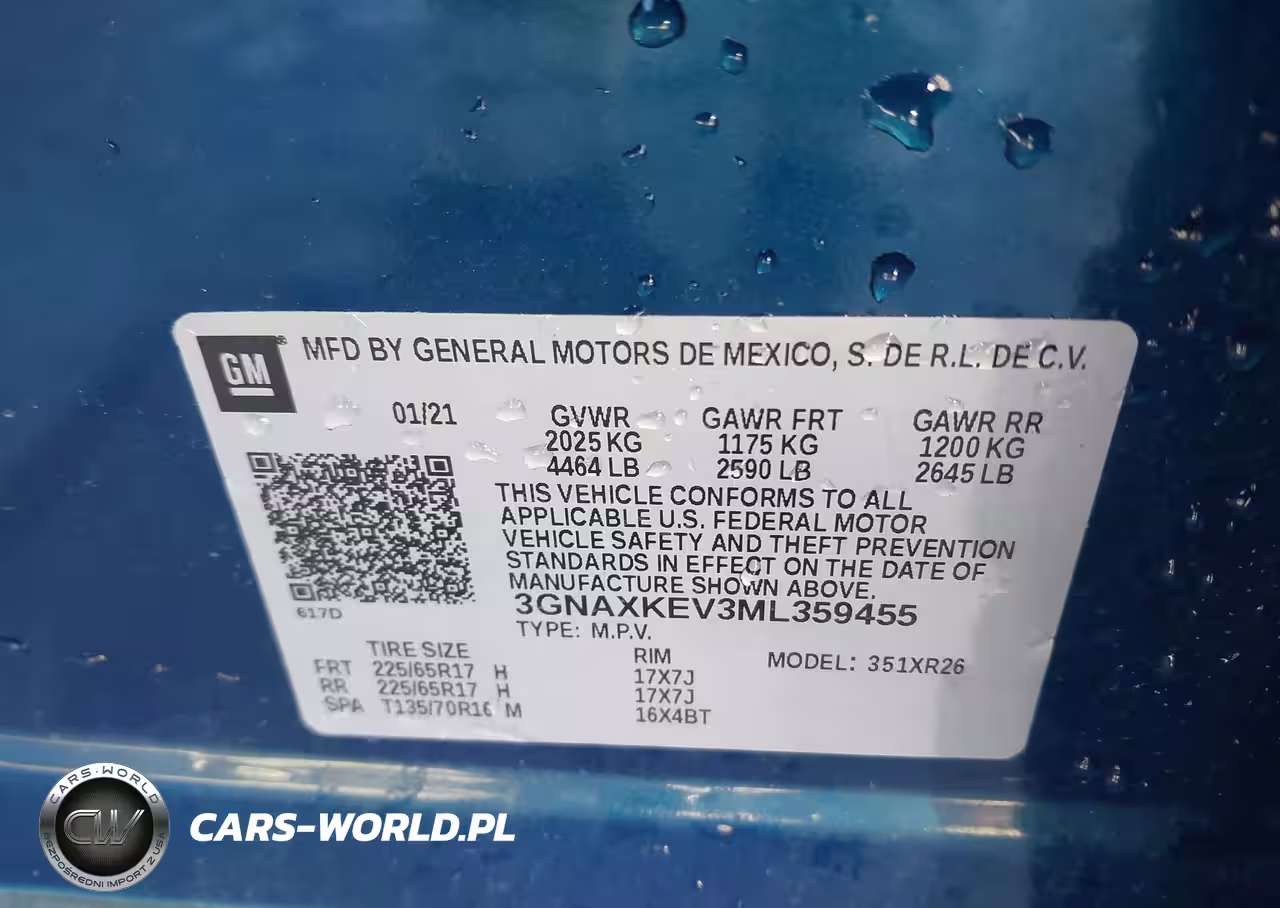 GM® MFD BY GENERAL MOTORS DE MEXICO, S. DE R.L. DE C.V.
01/21 GVWR GAWR FRT GAWR RR
2025 KG 1175 KG 1200 KG
4464 LB 2590 LB 2645 LB
THIS VEHICLE CONFORMS TO ALL
APPLICABLE U.S. FEDERAL MOTOR
VEHICLE SAFETY AND THEFT PREVENTION
STANDARDS IN EFFECT ON THE DATE OF
MANUFACTURE SHOWN ABOVE.
3GNAXKEV3ML359455
617D
TYPE: M.P.V.
TIRE SIZE RIM MODEL: 351XR26
FRT 225/65R17 H 17X7J
RR 225/65R17 H 17X7J
SPA T135/70R16 M 16X4BT
CARS-WORLD
CW
BEZPOŚREDNI IMPORT Z USA
CARS-WORLD.PL